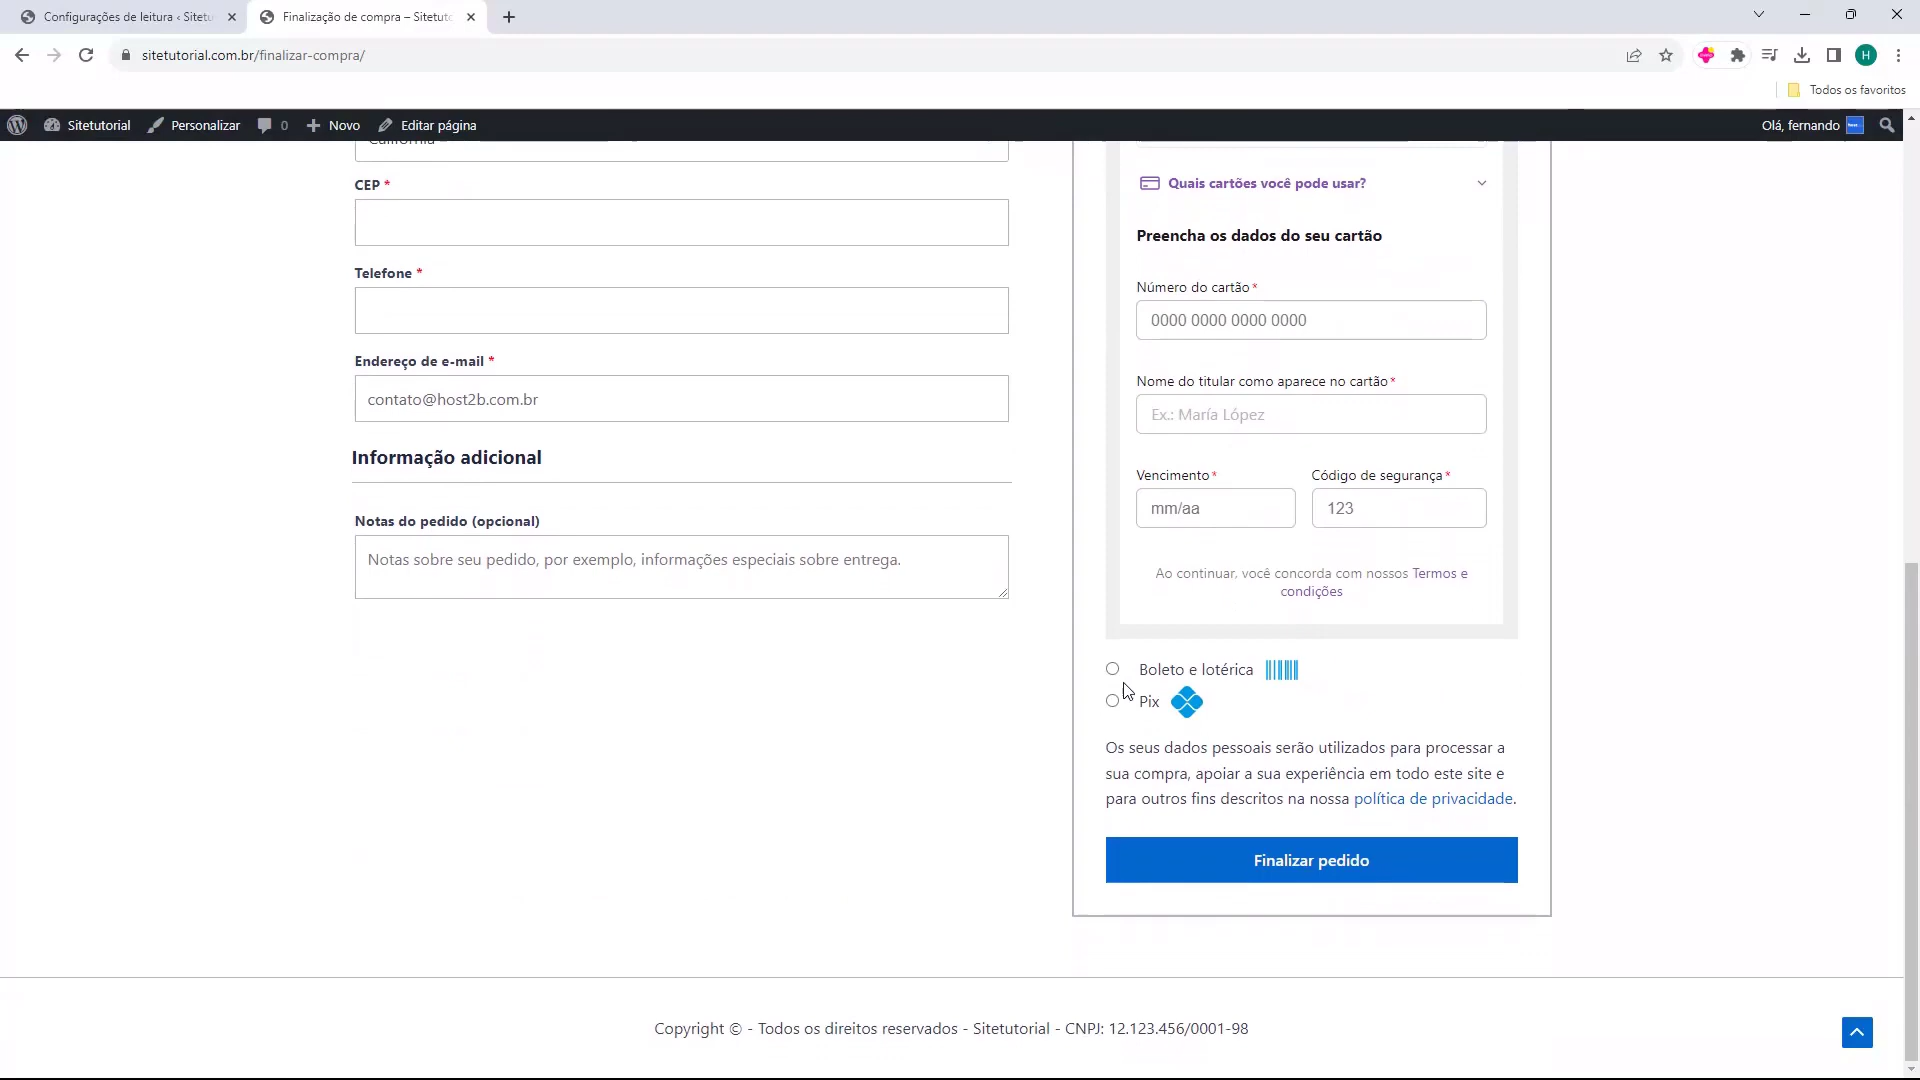 Configurações de leitura ‹ Sitetu
Finalização de compra – Sitetuto
sitetutorial.com.br/finalizar-compra/
H
Todos os favoritos
Sitetutorial
Personalizar
0
Novo
Editar página
Olá, fernando
Califórnia
CEP *
Telefone *
Endereço de e-mail *
contato@host2b.com.br
Informação adicional
Notas do pedido (opcional)
Notas sobre seu pedido, por exemplo, informações especiais sobre entrega.
Quais cartões você pode usar?
Preencha os dados do seu cartão
Número do cartão*
0000 0000 0000 0000
Nome do titular como aparece no cartão*
Ex.: María López
Vencimento*
Código de segurança*
mm/aa
123
Ao continuar, você concorda com nossos Termos e
condições
Boleto e lotérica
Pix
Os seus dados pessoais serão utilizados para processar a
sua compra, apoiar a sua experiência em todo este site e
para outros fins descritos na nossa política de privacidade.
Finalizar pedido
Copyright © - Todos os direitos reservados - Sitetutorial - CNPJ: 12.123.456/0001-98